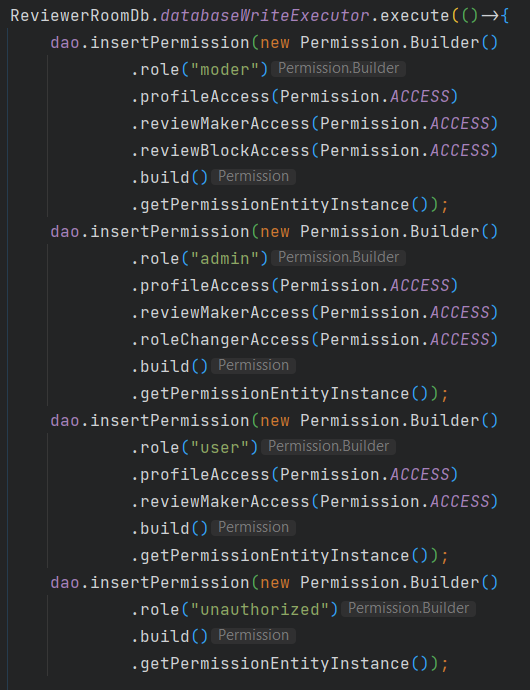 ReviewerRoomDb.databaseWriteExecutor.execute(()->{
    dao.insertPermission(new Permission.Builder()
            .role("moder") Permission.Builder
            .profileAccess(Permission.ACCESS)
            .reviewMakerAccess(Permission.ACCESS)
            .reviewBlockAccess(Permission.ACCESS)
            .build() Permission
            .getPermissionEntityInstance());
    dao.insertPermission(new Permission.Builder()
            .role("admin") Permission.Builder
            .profileAccess(Permission.ACCESS)
            .reviewMakerAccess(Permission.ACCESS)
            .roleChangerAccess(Permission.ACCESS)
            .build() Permission
            .getPermissionEntityInstance());
    dao.insertPermission(new Permission.Builder()
            .role("user") Permission.Builder
            .profileAccess(Permission.ACCESS)
            .reviewMakerAccess(Permission.ACCESS)
            .build() Permission
            .getPermissionEntityInstance());
    dao.insertPermission(new Permission.Builder()
            .role("unauthorized") Permission.Builder
            .build() Permission
            .getPermissionEntityInstance());